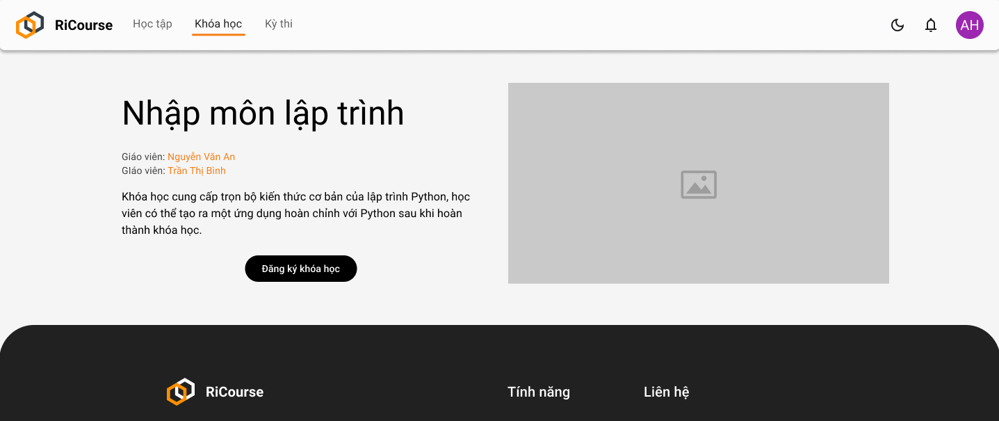 RiCourse
Học tập
Khóa học
Kỳ thi
AH
Nhập môn lập trình
Giáo viên: Nguyễn Văn An
GIáo viên: Trần Thị Bình
Khóa học cung cấp trọn bộ kiến thức cơ bản của lập trình Python, học
viên có thể tạo ra một ứng dụng hoàn chỉnh với Python sau khi hoàn
thành khóa học.
Đăng ký khóa học
RiCourse
Tính năng
Liên hệ